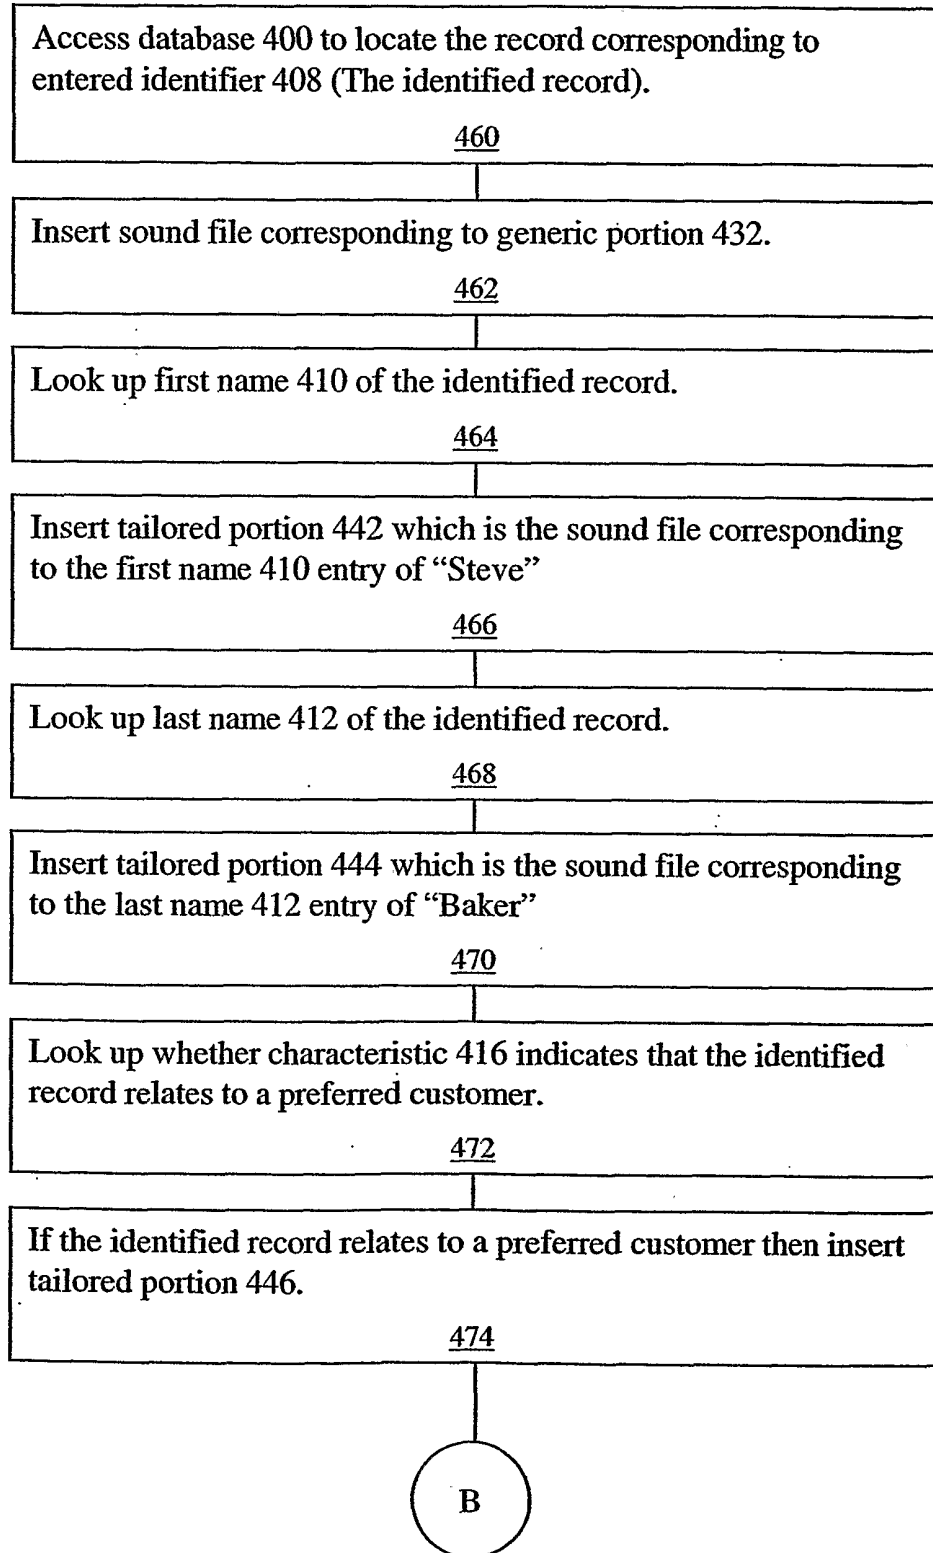 Access database 400 to locate the record corresponding to
entered identifier 408 (The identified record).
460
Insert sound file corresponding to generic portion 432.
462
Look up first name 410 of the identified record.
464
Insert tailored portion 442 which is the sound file corresponding
to the first name 410 entry of “Steve”
466
Look up last name 412 of the identified record.
468
Insert tailored portion 444 which is the sound file corresponding
to the last name 412 entry of “Baker”
470
Look up whether characteristic 416 indicates that the identified
record relates to a preferred customer.
472
If the identified record relates to a preferred customer then insert
tailored portion 446.
474
B